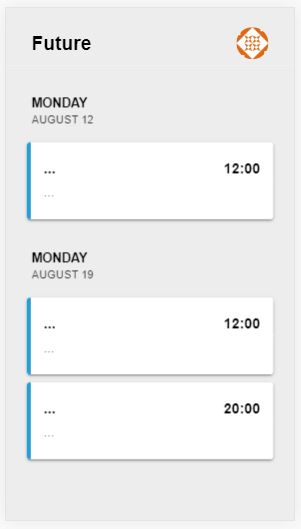 Future
MONDAY
AUGUST 12
... 12:00
...
MONDAY
AUGUST 19
... 12:00
...
... 20:00
...